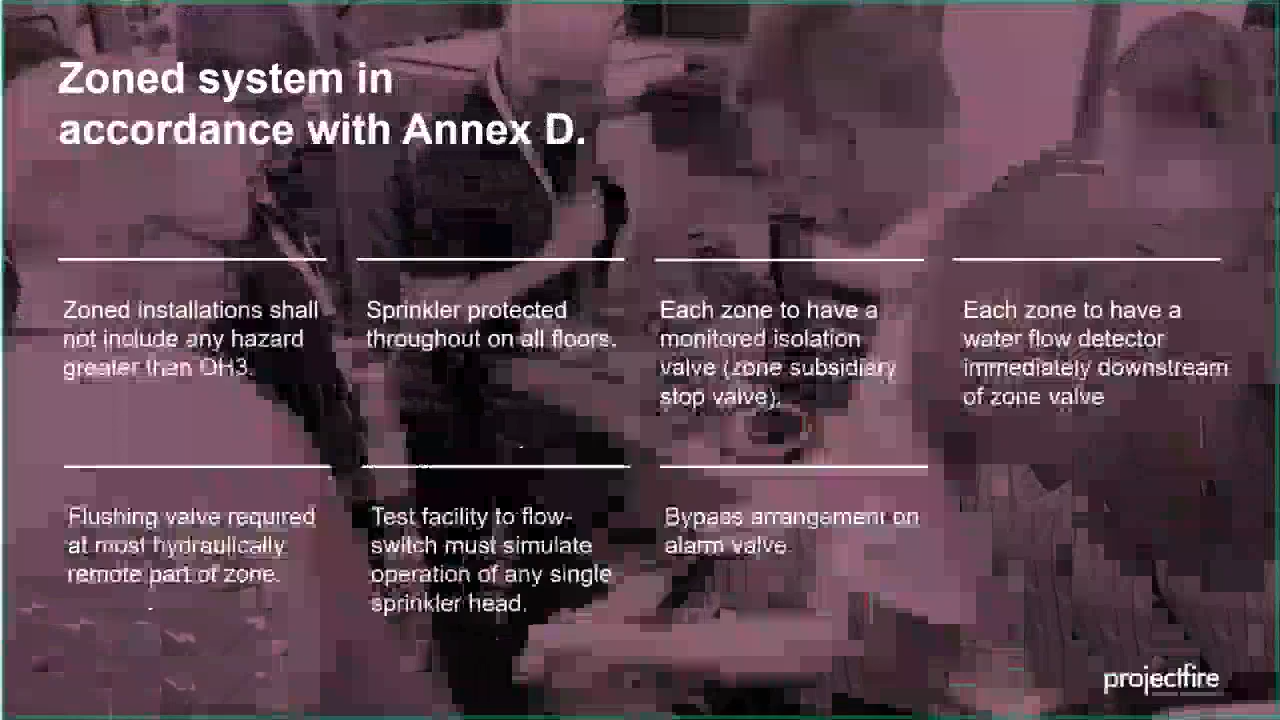 Zoned system in
accordance with Annex D.
Zoned installations shall
not include any hazard
greater than OH3.
Sprinkler protected
throughout on all floors.
Each zone to have a
monitored isolation
valve (zone subsidiary
stop valve).
Each zone to have a
water flow detector
immediately downstream
of zone valve
Flushing valve required
at most hydraulically
remote part of zone.
Test facility to flow-
switch must simulate
operation of any single
sprinkler head.
Bypass arrangement on
alarm valve.
projectfire